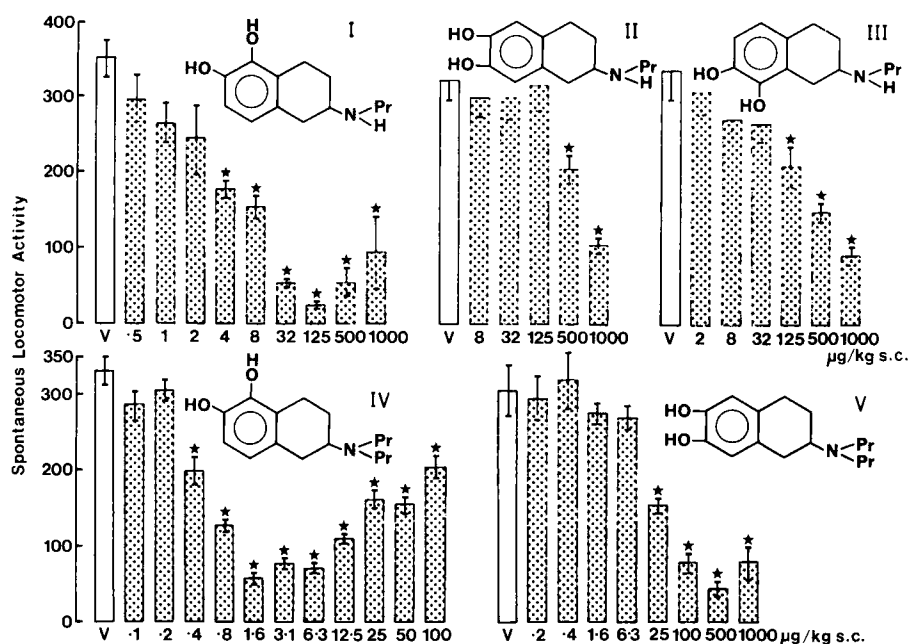 400
300
200
100
0
Spontaneous Locomotor Activity
I
H
O
HO
N
Pr
H
V ·5 1 2 4 8 32 125 500 1000
II
HO
HO
N
Pr
H
V 8 32 125 500 1000
III
HO
HO
N
Pr
H
V 2 8 32 125 500 1000
µg/kg s.c.
350
300
200
100
0
IV
H
O
HO
N
Pr
Pr
V ·1 ·2 ·4 ·8 1·6 3·1 6·3 12·5 25 50 100
V
HO
HO
N
Pr
Pr
V ·2 ·4 1·6 6·3 25 100 500 1000 µg/kg s.c.